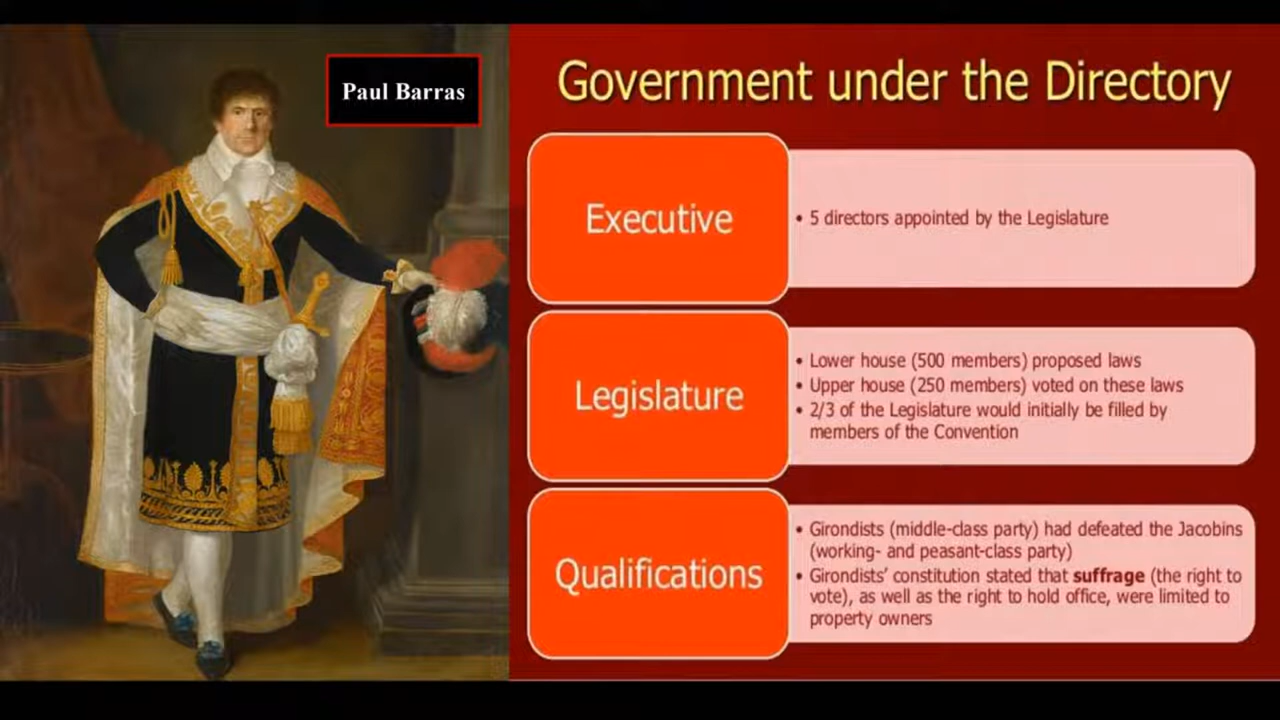 Paul Barras
Government under the Directory
Executive
• 5 directors appointed by the Legislature
Legislature
• Lower house (500 members) proposed laws
• Upper house (250 members) voted on these laws
• 2/3 of the Legislature would initially be filled by
members of the Convention
Qualifications
• Girondists (middle-class party) had defeated the Jacobins
(working- and peasant-class party)
• Girondists’ constitution stated that suffrage (the right to
vote), as well as the right to hold office, were limited to
property owners